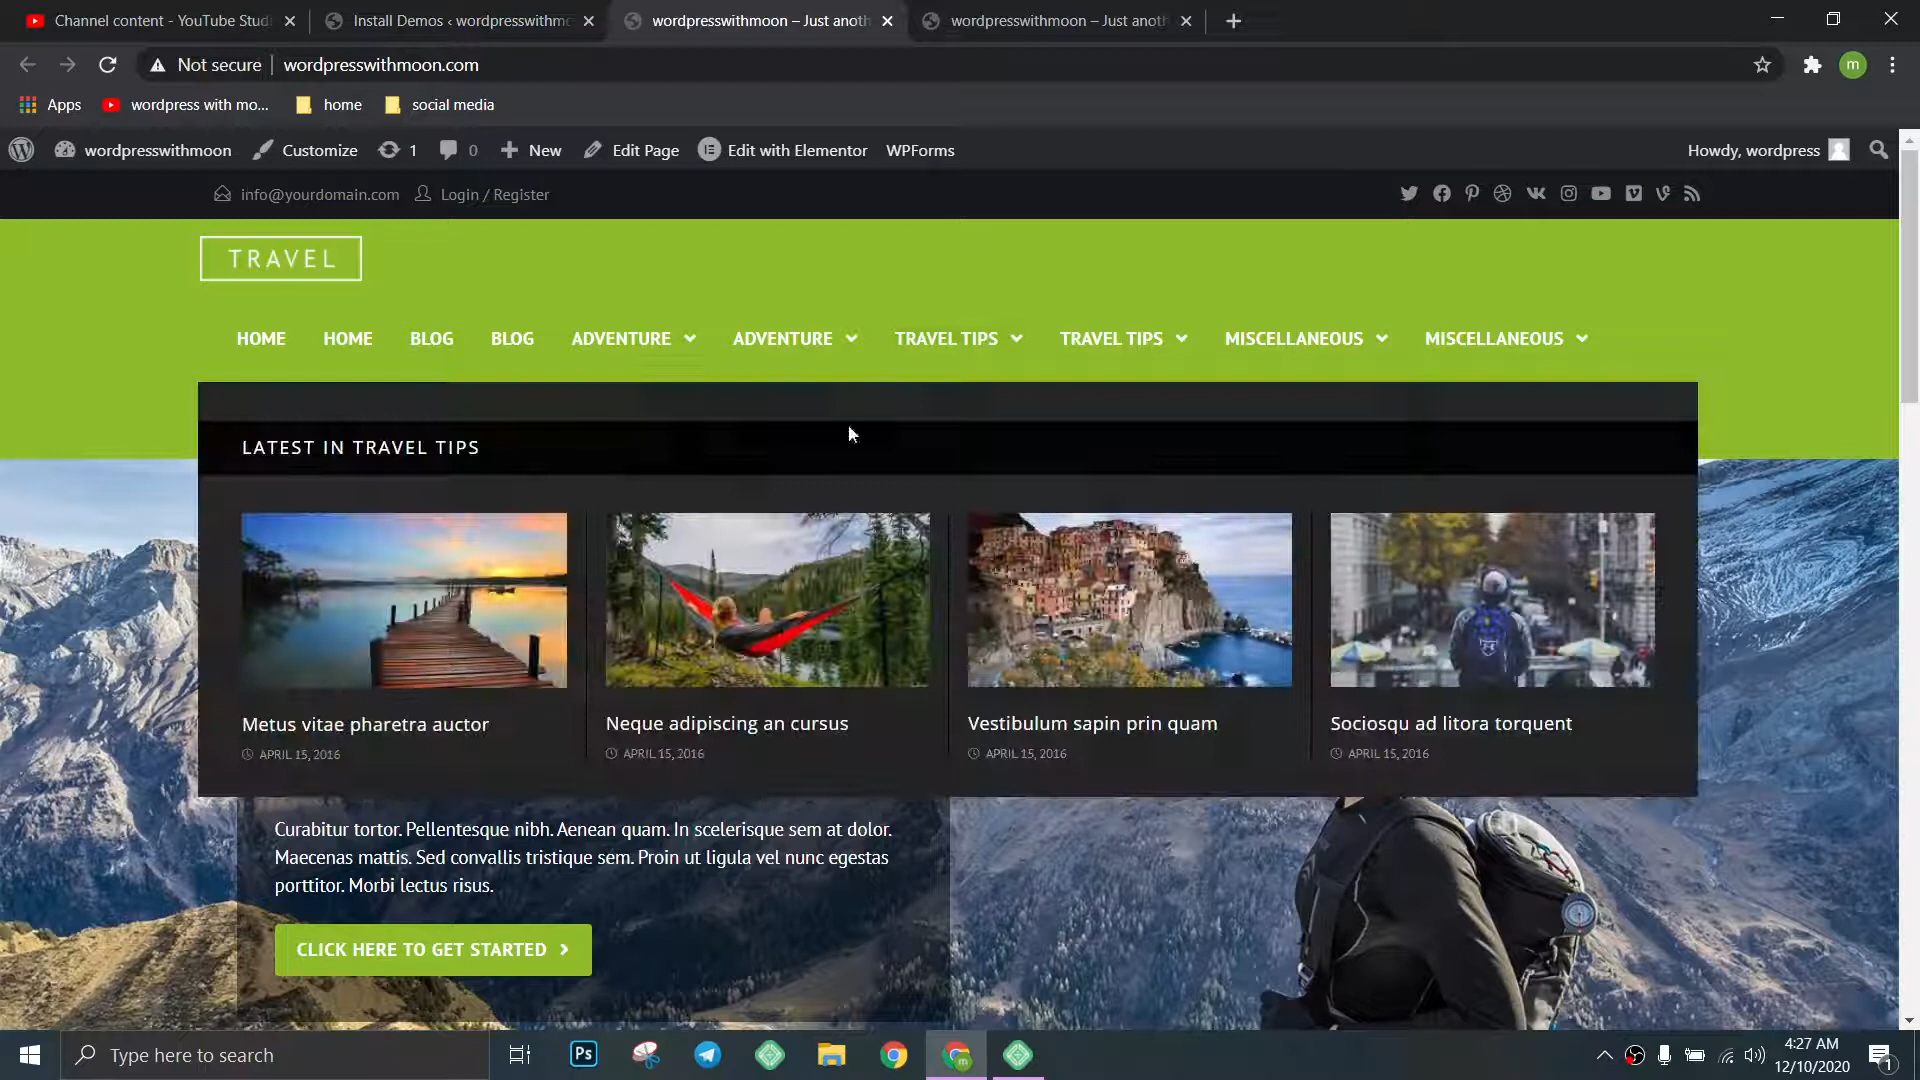 Channel content - YouTube Studi
Install Demos ‹ wordpresswithmo
wordpresswithmoon – Just anoth
wordpresswithmoon – Just anoth
Not secure wordpresswithmoon.com
m
Apps wordpress with mo... home social media
wordpresswithmoon Customize 1 0 New Edit Page Edit with Elementor WPForms Howdy, wordpress
info@yourdomain.com Login / Register
TRAVEL
HOME HOME BLOG BLOG ADVENTURE ADVENTURE TRAVEL TIPS TRAVEL TIPS MISCELLANEOUS MISCELLANEOUS
LATEST IN TRAVEL TIPS
Metus vitae pharetra auctor
APRIL 15, 2016
Neque adipiscing an cursus
APRIL 15, 2016
Vestibulum sapin prin quam
APRIL 15, 2016
Sociosqu ad litora torquent
APRIL 15, 2016
Curabitur tortor. Pellentesque nibh. Aenean quam. In scelerisque sem at dolor.
Maecenas mattis. Sed convallis tristique sem. Proin ut ligula vel nunc egestas
porttitor. Morbi lectus risus.
CLICK HERE TO GET STARTED
Type here to search
Ps
m
4:27 AM
12/10/2020
1